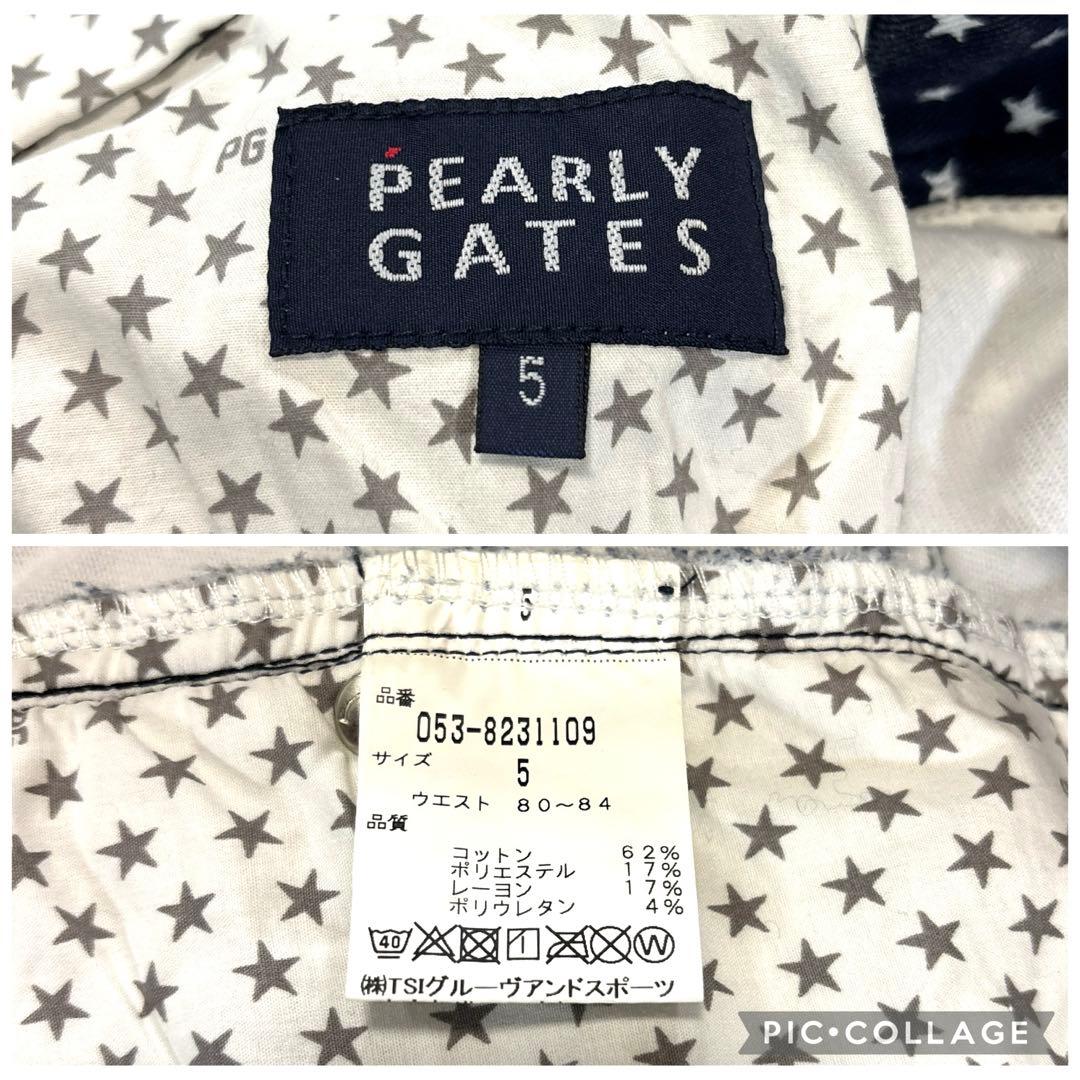 PG
PEARLY
GATES
5
5
品番
053-8231109
サイズ
5
ウエスト 80～84
品質
コットン 62%
ポリエステル 17%
レーヨン 17%
ポリウレタン 4%
40
W
㈱TSIグルーヴアンドスポーツ
PIC•COLLAGE